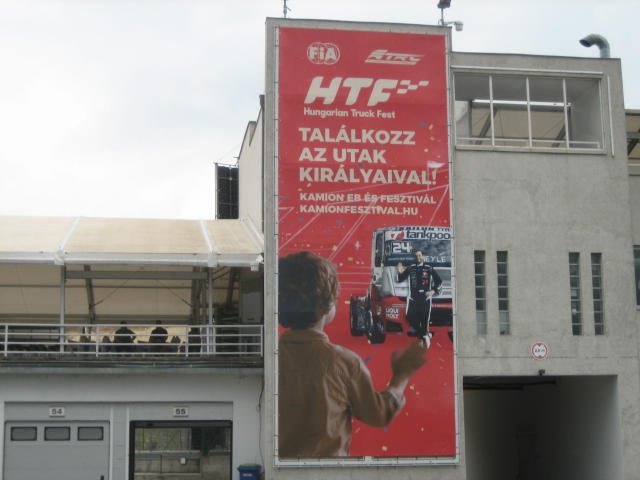 FiA
ETRC
HTF
Hungarian Truck Fest
TALÁLKOZZ
AZ UTAK
KIRÁLYAIVAL!
KAMION EB ÉS FESZTIVÁL
KAMIONFESZTIVAL.HU
tankpool
24
54
55